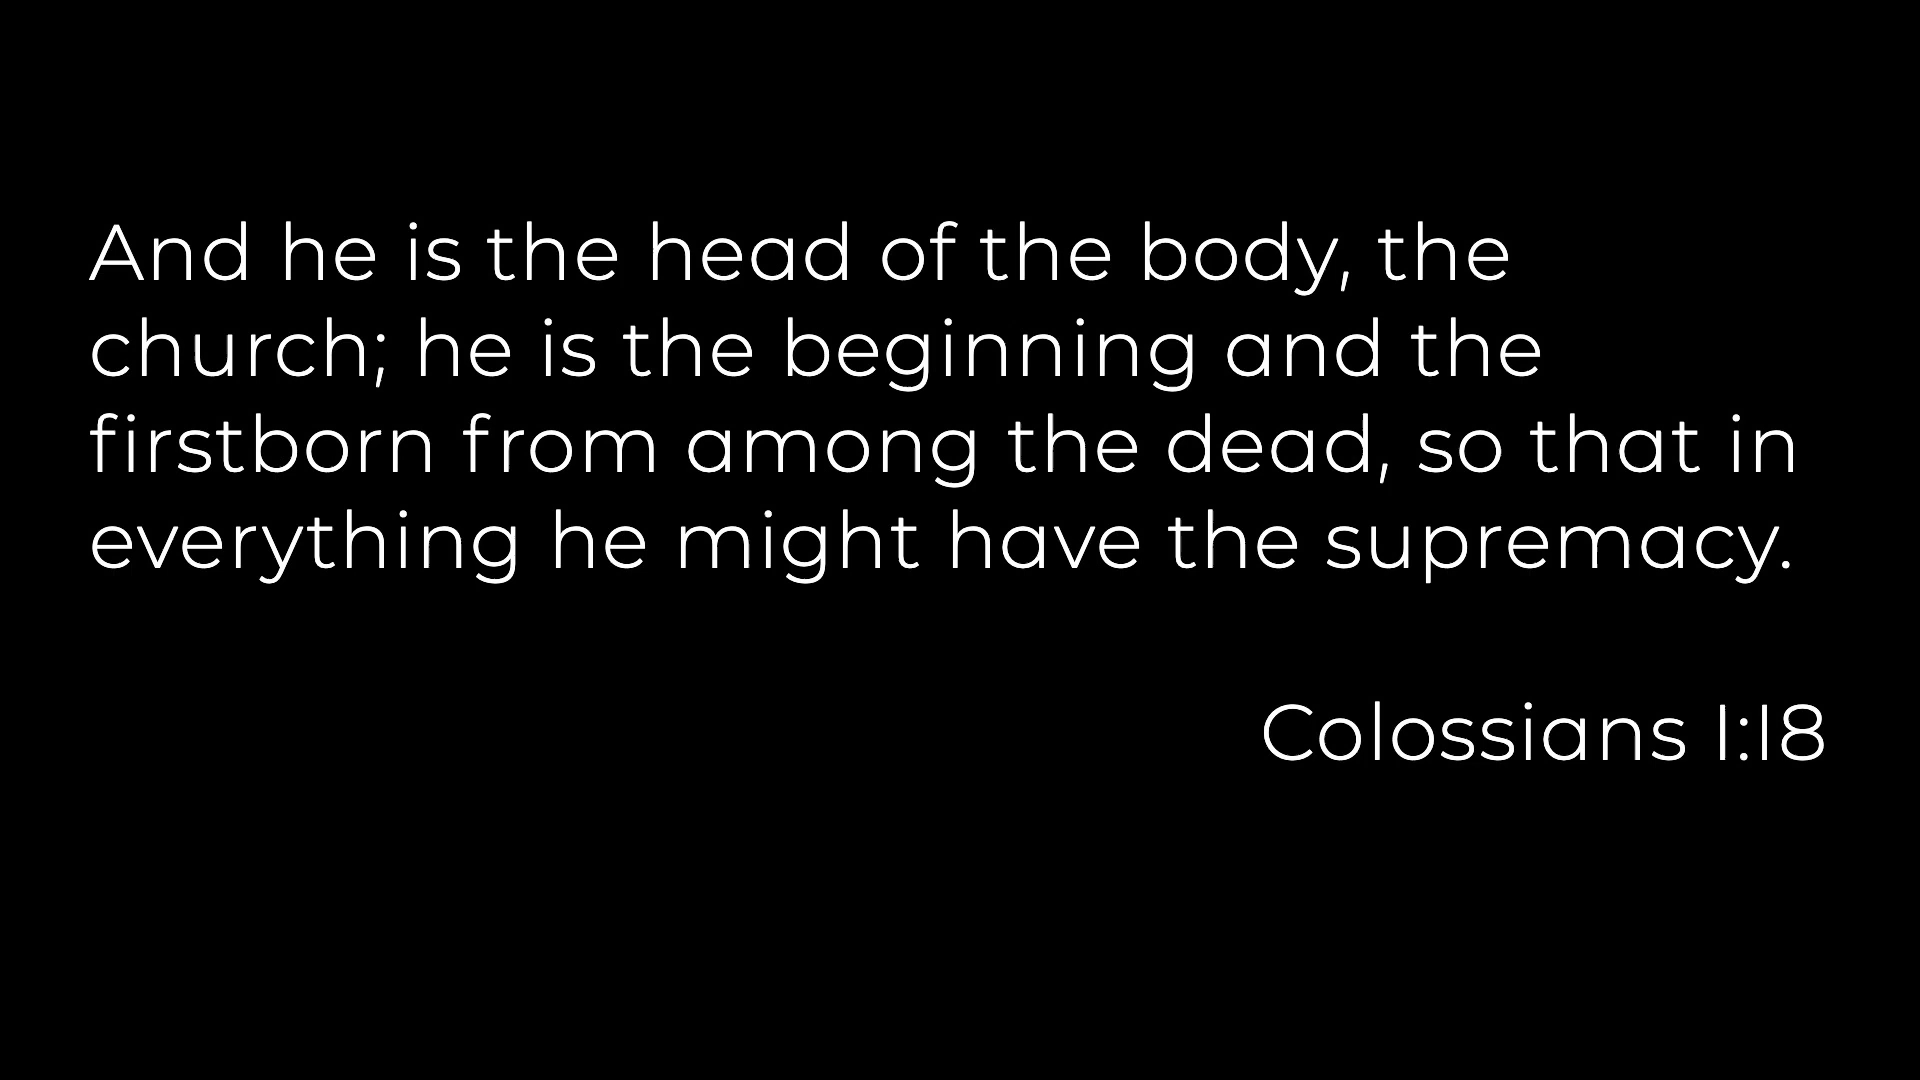 And he is the head of the body, the
church; he is the beginning and the
firstborn from among the dead, so that in
everything he might have the supremacy.
Colossians 1:18